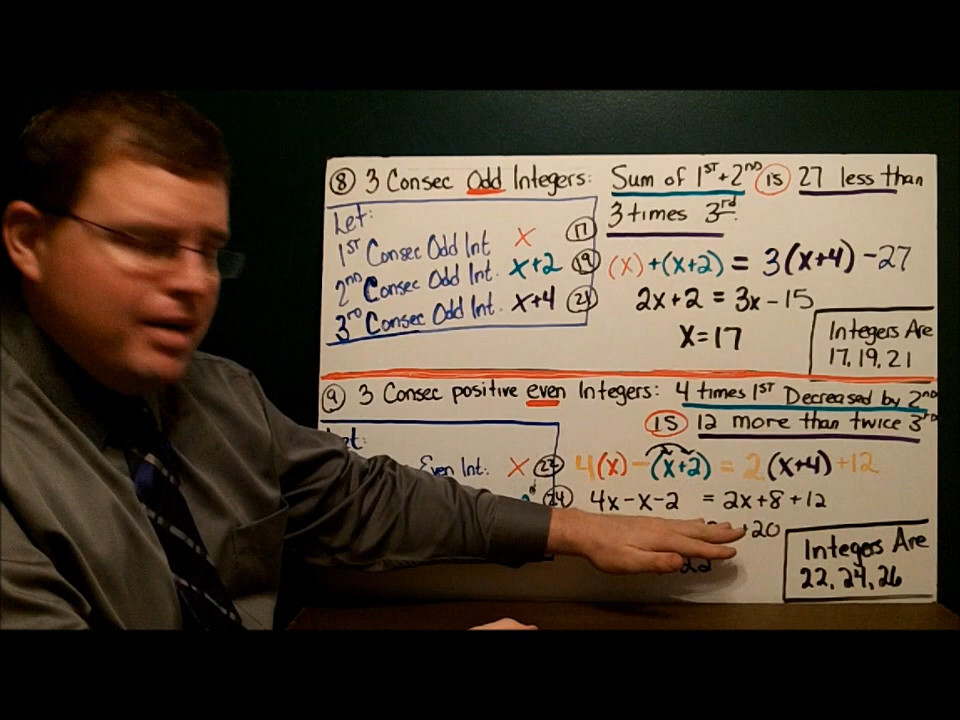 ⑧ 3 Consec Odd Integers: Sum of 1ST + 2ND is 27 less than
3 times 3rd.
Let:
1ST Consec Odd Int x 17
2nd Consec Odd Int. x+2 19
3rd Consec Odd Int. x+4 21
(x)+(x+2) = 3(x+4) -27
2x+2 = 3x-15
x=17
Integers Are
17, 19, 21
⑨ 3 Consec positive even Integers: 4 times 1ST Decreased by 2nd
is 12 more than twice 3rd
Let:
Even Int: x 22
24
4(x) - (x+2) = 2(x+4) +12
4x-x-2 = 2x+8+12
+20
22
Integers Are
22, 24, 26